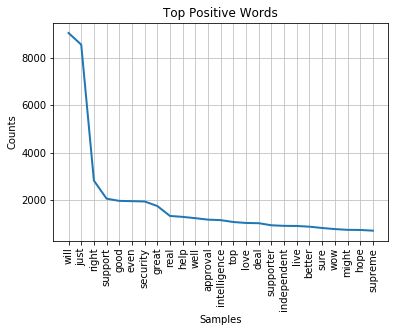 Top Positive Words
Counts
8000
6000
4000
2000
will
just
right
support
good
even
security
great
real
help
well
approval
intelligence
top
love
deal
supporter
independent
live
better
sure
wow
might
hope
supreme
Samples